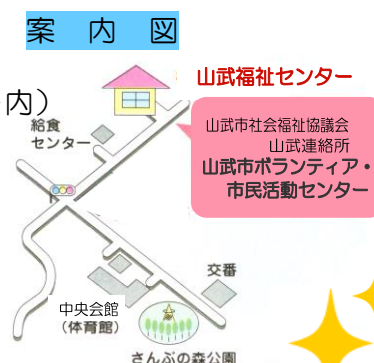 案内図
山武福祉センター
内)
給食
センター
山武市社会福祉協議会
山武連絡所
山武市ボランティア・
市民活動センター
交番
中央会館
(体育館)
さんぶの森公園